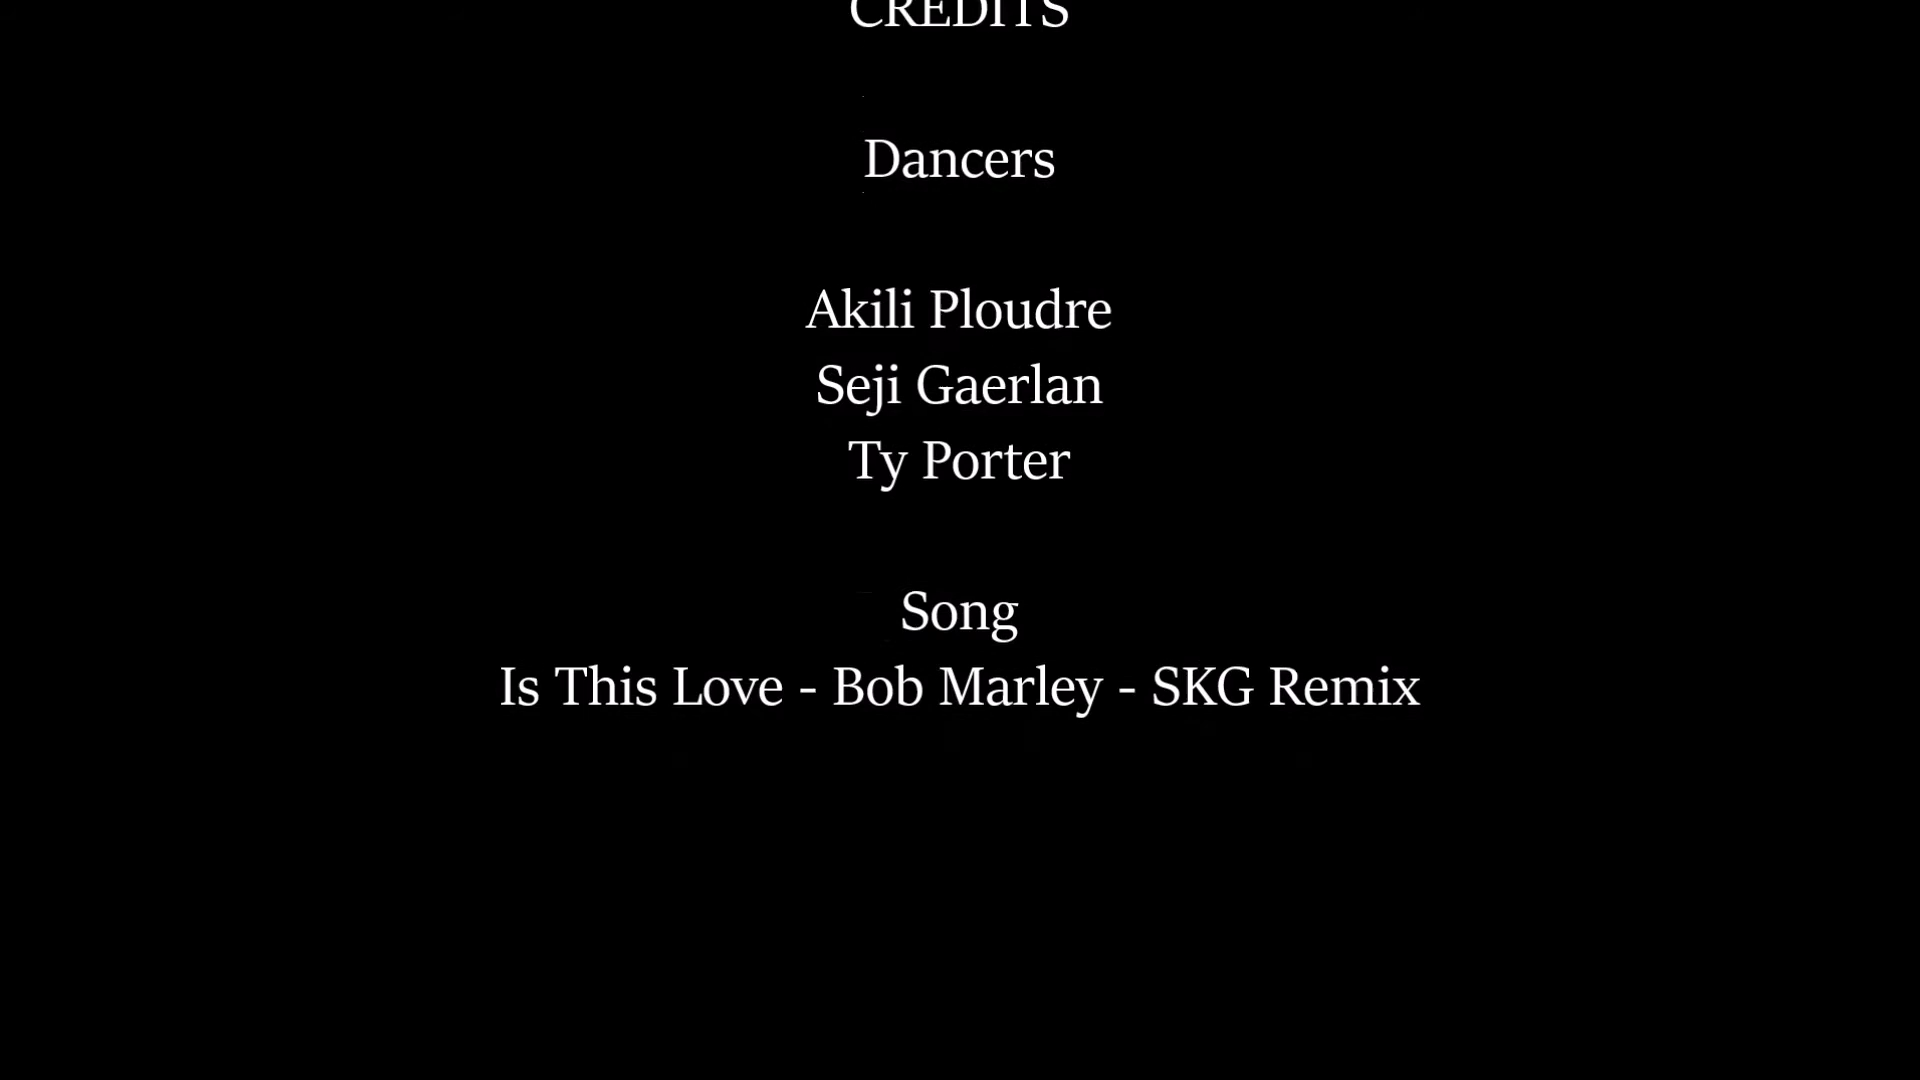 CREDITS
Dancers
Akili Ploudre
Seji Gaerlan
Ty Porter
Song
Is This Love - Bob Marley - SKG Remix